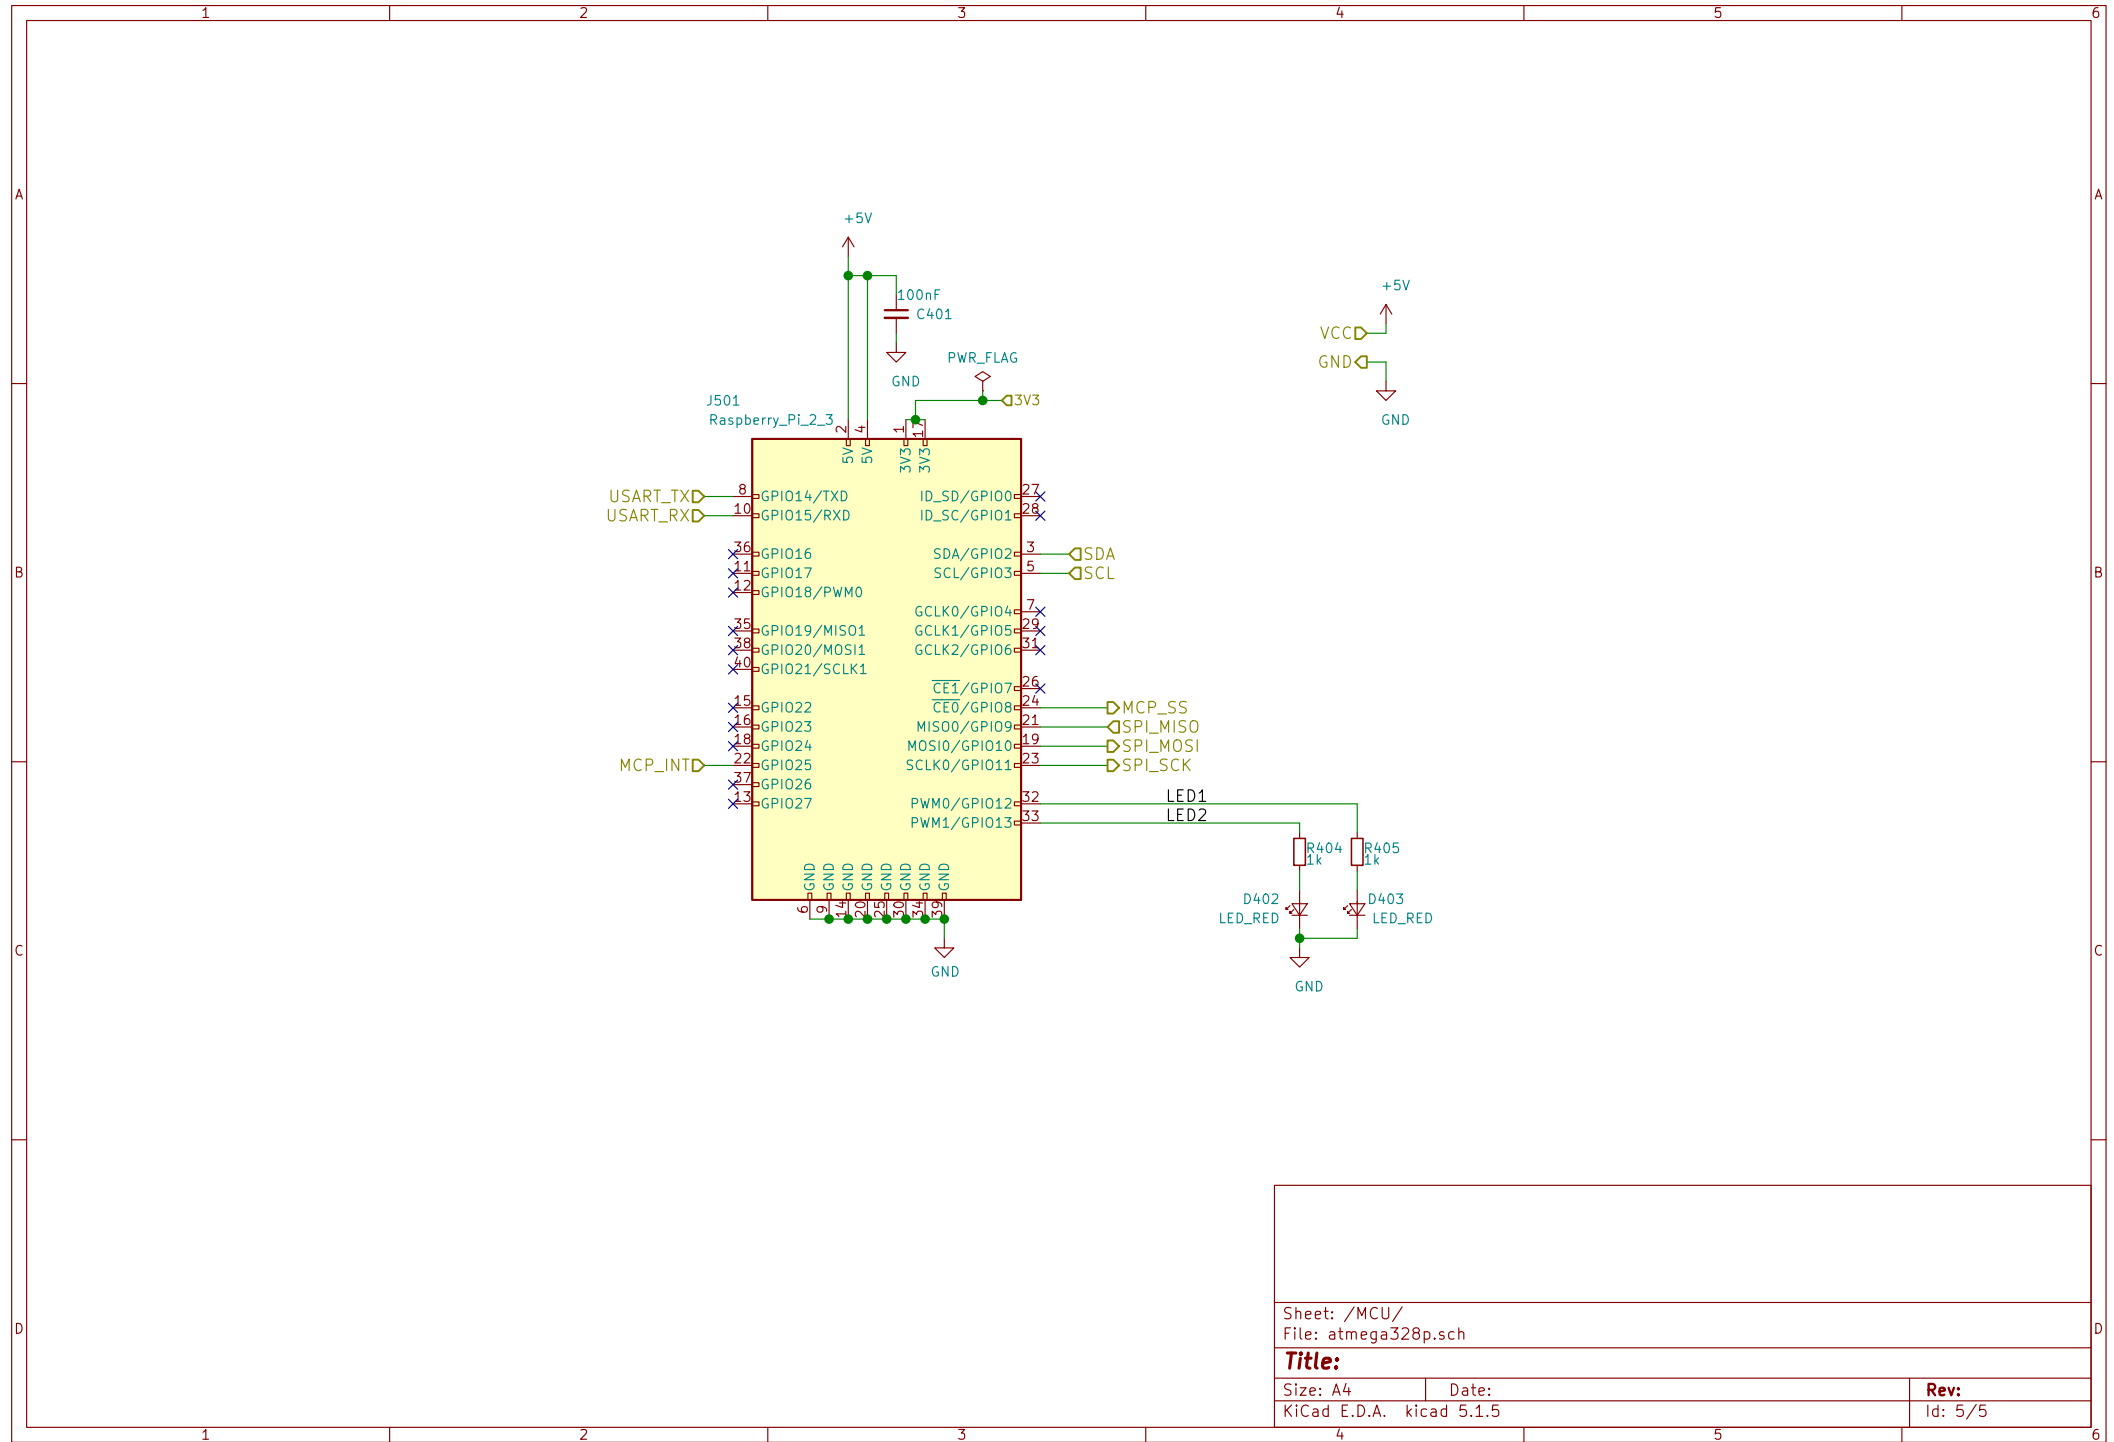 1 2 3 4 5 6
A A
+5V
+5V
100nF
C401
VCC
PWR_FLAG
GND
GND
J501
3V3
Raspberry_Pi_2_3
GND
2 4 1 17
5V 5V 3V3 3V3
USART_TX 8 GPIO14/TXD ID_SD/GPIO0 27
USART_RX 10 GPIO15/RXD ID_SC/GPIO1 28
36 GPIO16 SDA/GPIO2 3 SDA
B 11 GPIO17 SCL/GPIO3 5 SCL B
12 GPIO18/PWM0
GCLK0/GPIO4 7
35 GPIO19/MISO1 GCLK1/GPIO5 29
38 GPIO20/MOSI1 GCLK2/GPIO6 31
40 GPIO21/SCLK1
CE1/GPIO7 26
15 GPIO22 CE0/GPIO8 24 MCP_SS
16 GPIO23 MISO0/GPIO9 21 SPI_MISO
18 GPIO24 MOSI0/GPIO10 19 SPI_MOSI
MCP_INT 22 GPIO25 SCLK0/GPIO11 23 SPI_SCK
37 GPIO26
13 GPIO27 PWM0/GPIO12 32 LED1
PWM1/GPIO13 33 LED2
R404 R405
1k 1k
GND GND GND GND GND GND GND GND
6 9 14 20 25 30 34 39
D402 D403
LED_RED LED_RED
C C
GND
GND
Sheet: /MCU/
D File: atmega328p.sch D
Title:
Size: A4 Date: Rev:
KiCad E.D.A. kicad 5.1.5 Id: 5/5
1 2 3 4 5 6